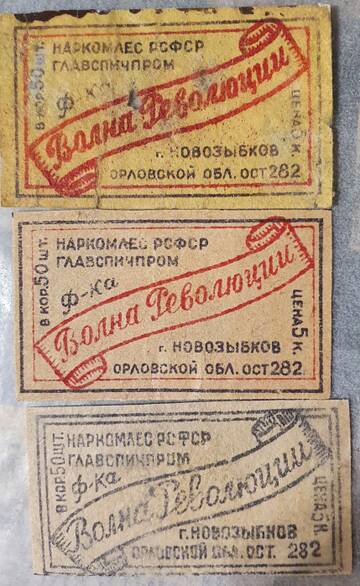 НАРКОМЛЕС РСФСР
ГЛАВСПИЧПРОМ
В КОР. 50 ШТ.
Ф-КА
Волна Революции
ЦЕНА 5 К.
г. НОВОЗЫБКОВ
ОРЛОВСКОЙ ОБЛ. ОСТ 282
НАРКОМЛЕС РСФСР
ГЛАВСПИЧПРОМ
В КОР. 50 ШТ.
Ф-ка
Волна Революции
ЦЕНА 5 К.
г. НОВОЗЫБКОВ
ОРЛОВСКОЙ ОБЛ. ОСТ 282
НАРКОМЛЕС РСФСР
ГЛАВСПИЧПРОМ
В КОР. 50 ШТ.
Ф-ка
Волна Революции
ЦЕНА 5 К
г. НОВОЗЫБКОВ
ОРЛОВСКОЙ ОБЛ. ОСТ. 282